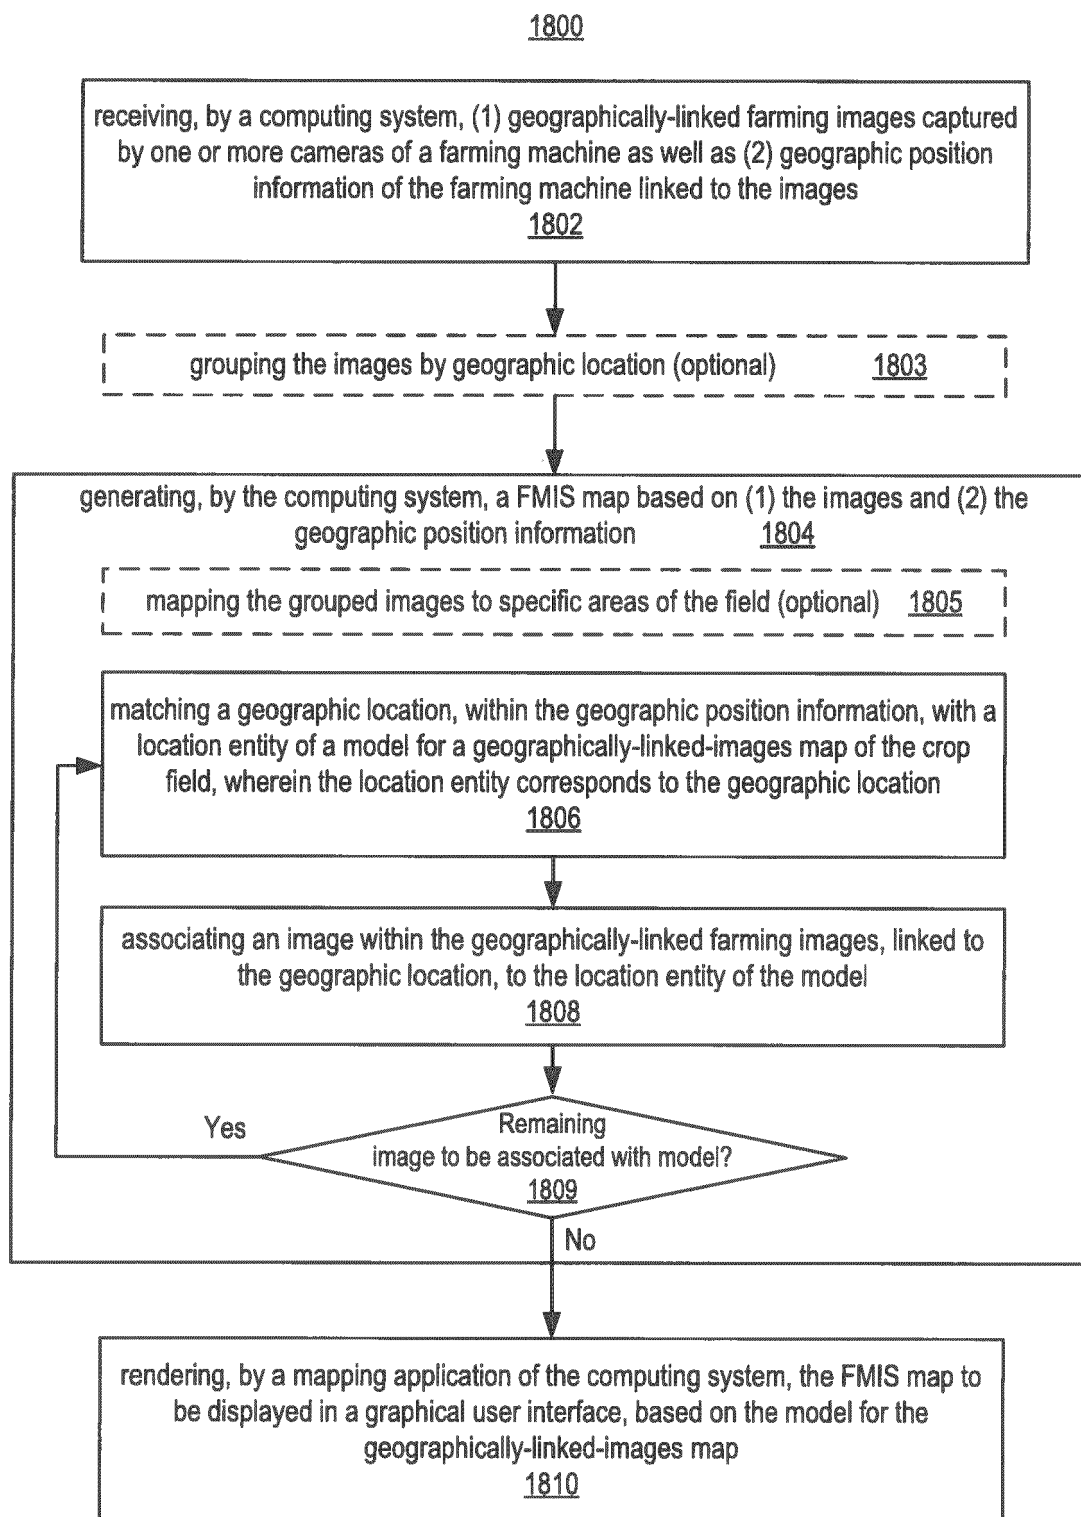 1800
receiving, by a computing system, (1) geographically-linked farming images captured
by one or more cameras of a farming machine as well as (2) geographic position
information of the farming machine linked to the images
1802
grouping the images by geographic location (optional) 1803
generating, by the computing system, a FMIS map based on (1) the images and (2) the
geographic position information 1804
mapping the grouped images to specific areas of the field (optional) 1805
matching a geographic location, within the geographic position information, with a
location entity of a model for a geographically-linked-images map of the crop
field, wherein the location entity corresponds to the geographic location
1806
associating an image within the geographically-linked farming images, linked to
the geographic location, to the location entity of the model
1808
Yes
Remaining
image to be associated with model?
1809
No
rendering, by a mapping application of the computing system, the FMIS map to
be displayed in a graphical user interface, based on the model for the
geographically-linked-images map
1810